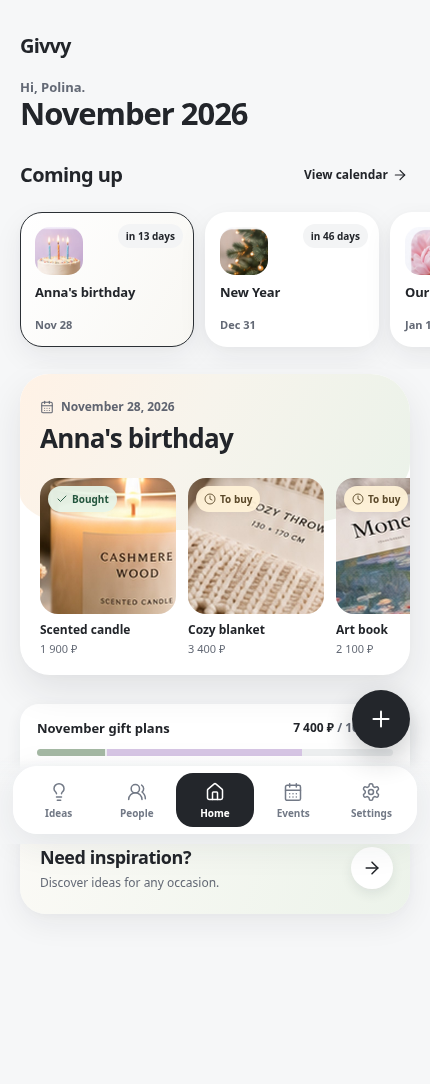 Givvy
Hi, Polina.
November 2026
Coming up
View calendar
in 13 days
Anna's birthday
Nov 28
in 46 days
New Year
Dec 31
Our
Jan 1
November 28, 2026
Anna's birthday
Bought
CASHMERE
WOOD
SCENTED CANDLE
Scented candle
1 900 ₽
To buy
OZY THROW
130 × 170 CM
Cozy blanket
3 400 ₽
To buy
Mone
Art book
2 100 ₽
November gift plans
7 400 ₽ / 1
Ideas
People
Home
Events
Settings
Need inspiration?
Discover ideas for any occasion.